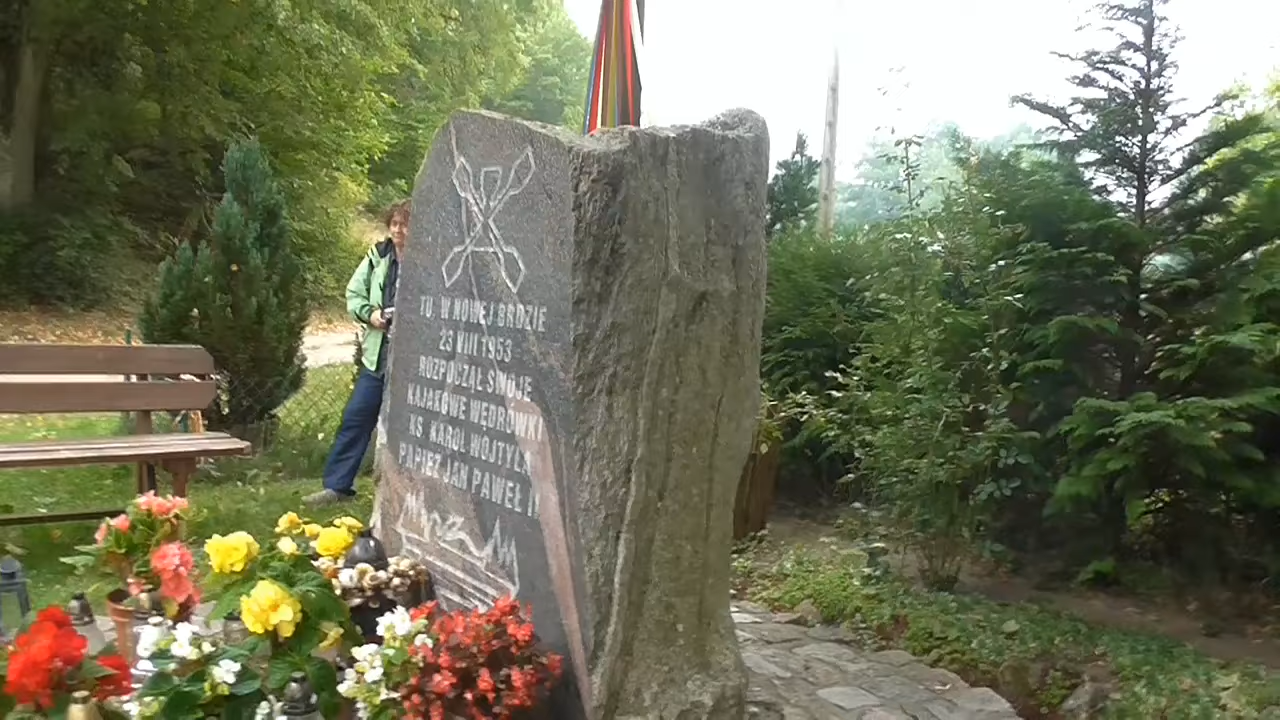 TU, W NOWEJ BRDZIE
23 VIII 1953
ROZPOCZĄŁ SWOJE
KAJAKOWE WĘDRÓWKI
KS. KAROL WOJTYŁA
PAPIEŻ JAN PAWEŁ II